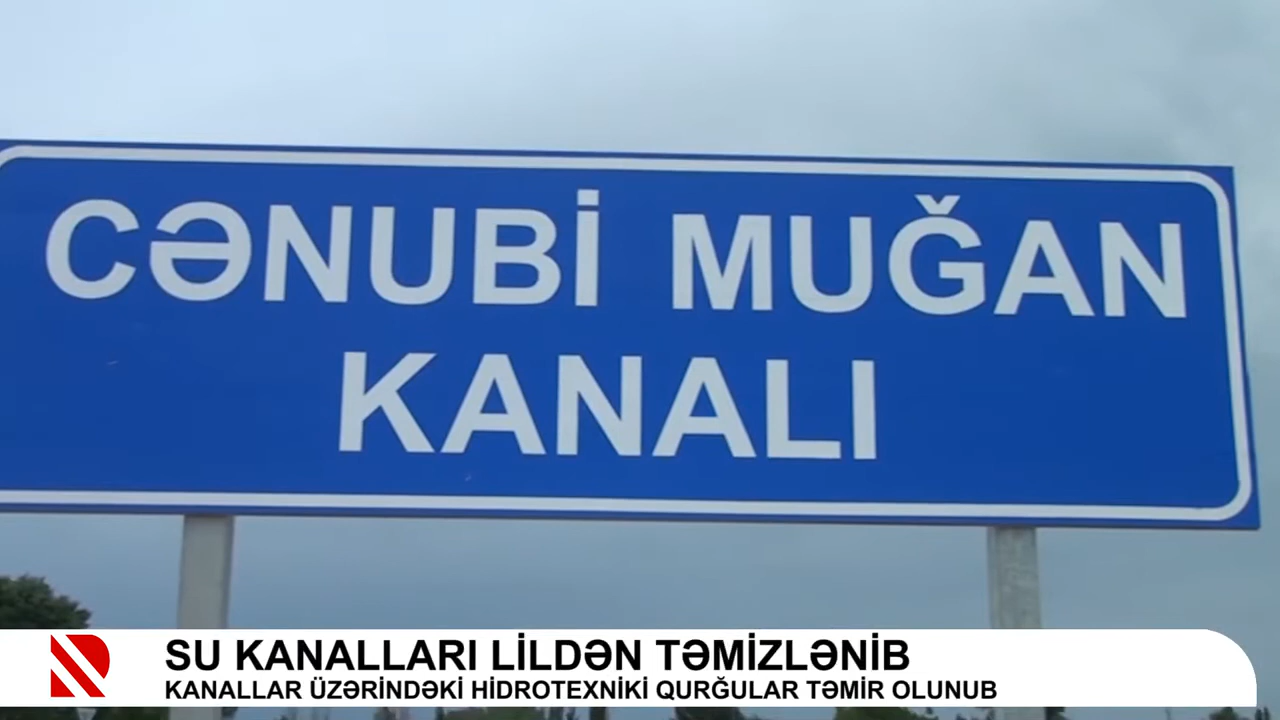 CƏNUBİ MUĞAN
KANALI
SU KANALLARI LİLDƏN TƏMİZLƏNİB
KANALLAR ÜZƏRİNDƏKİ HİDROTEXNİKİ QURĞULAR TƏMİR OLUNUB